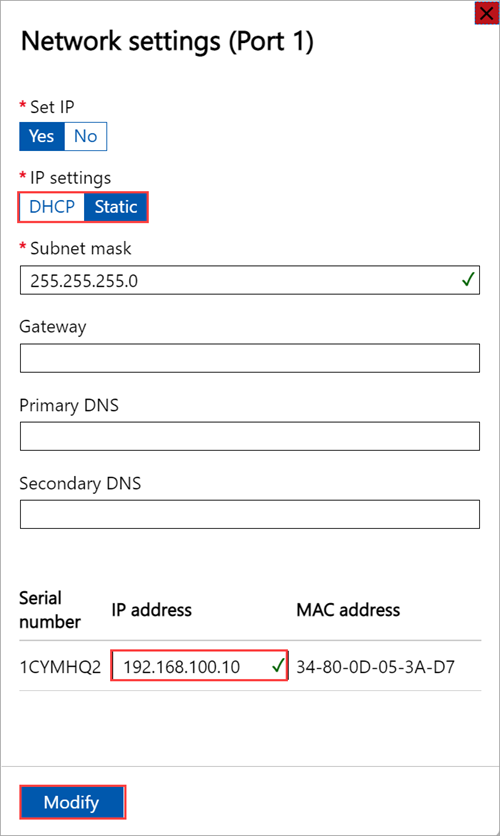 Network settings (Port 1)
* Set IP
Yes No
* IP settings
DHCP Static
* Subnet mask
255.255.255.0
Gateway
Primary DNS
Secondary DNS
Serial number IP address MAC address
1CYMHQ2 192.168.100.10 34-80-0D-05-3A-D7
Modify